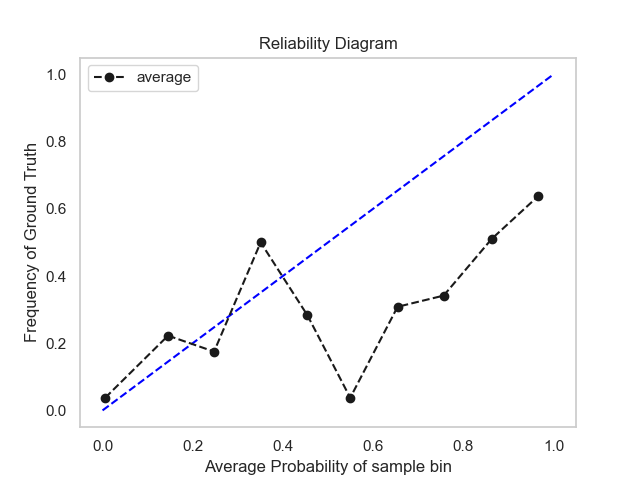 Reliability Diagram
average
Frequency of Ground Truth
1.0
0.8
0.6
0.4
0.2
0.0
0.0 0.2 0.4 0.6 0.8 1.0
Average Probability of sample bin